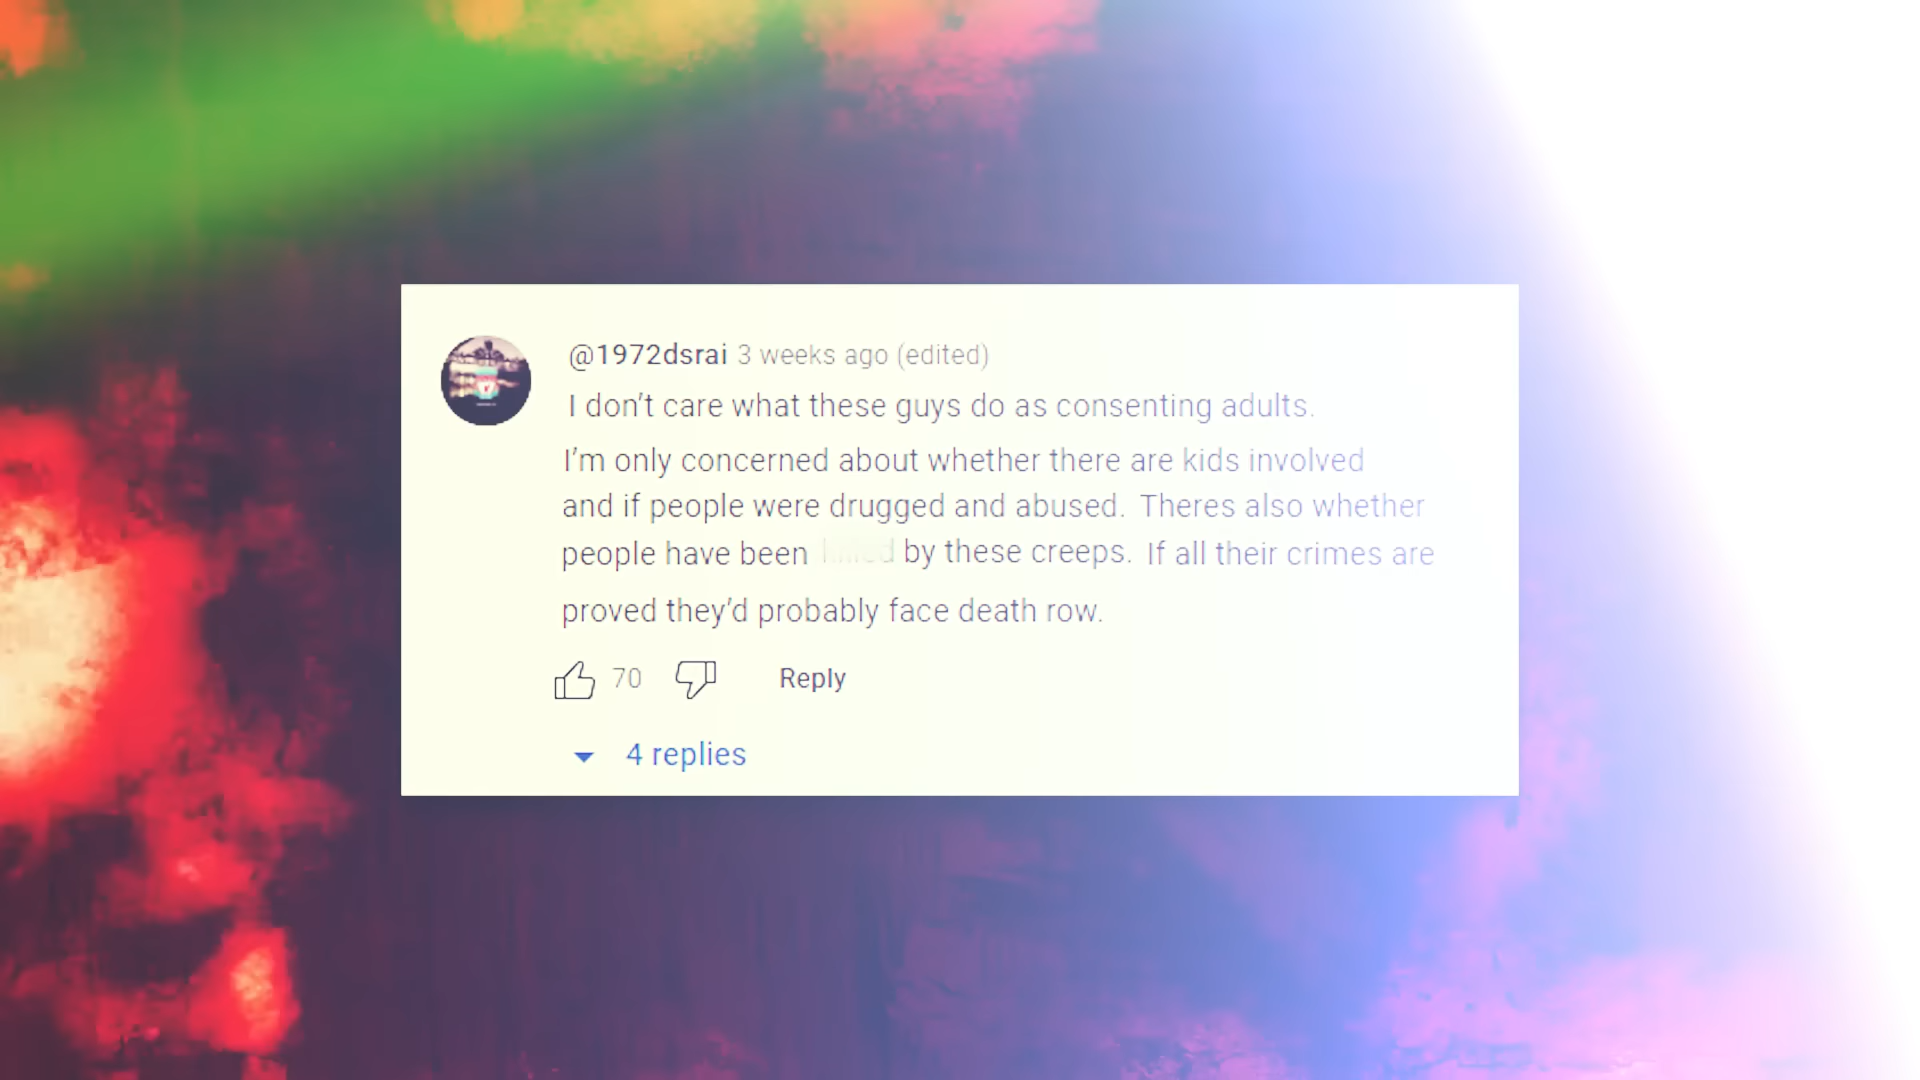 @1972dsrai 3 weeks ago (edited)
I don't care what these guys do as consenting adults.
I'm only concerned about whether there are kids involved
and if people were drugged and abused. Theres also whether
people have been by these creeps. If all their crimes are
proved they'd probably face death row.
70 Reply
4 replies